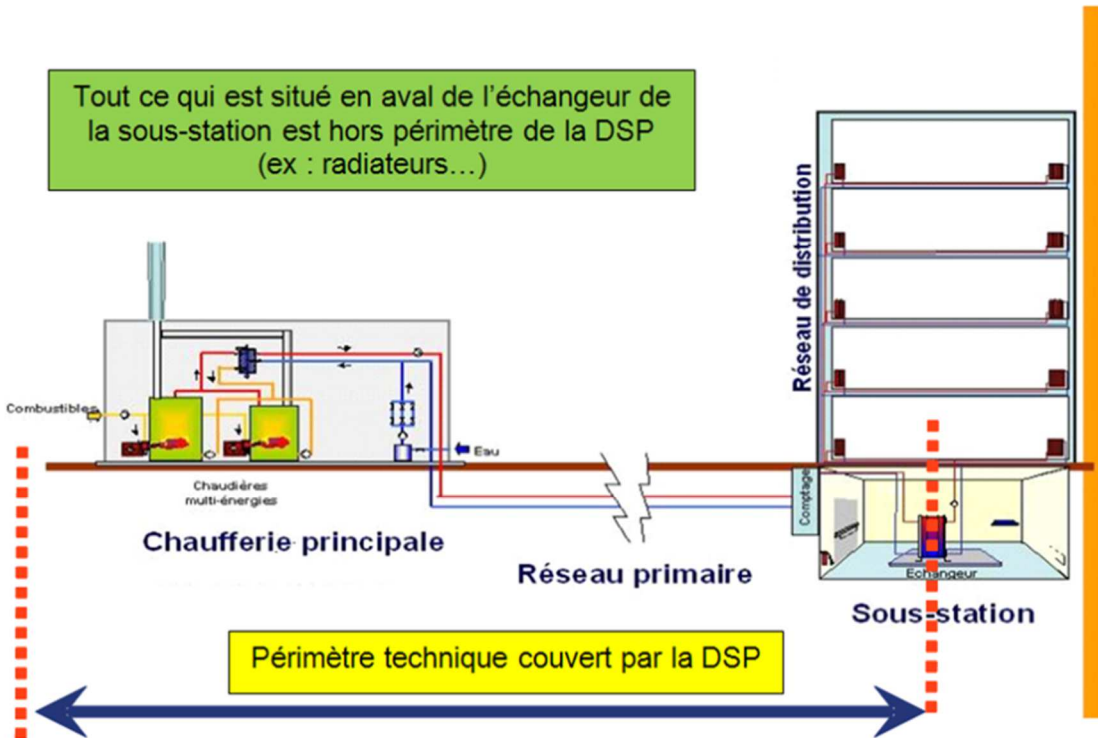 Tout ce qui est situé en aval de l’échangeur de
la sous-station est hors périmètre de la DSP
(ex : radiateurs…)
Réseau de distribution
Combustibles
Eau
Chaudières
multi-énergies
Comptage
Chaufferie principale
Réseau primaire
Echangeur
Sous-station
Périmètre technique couvert par la DSP